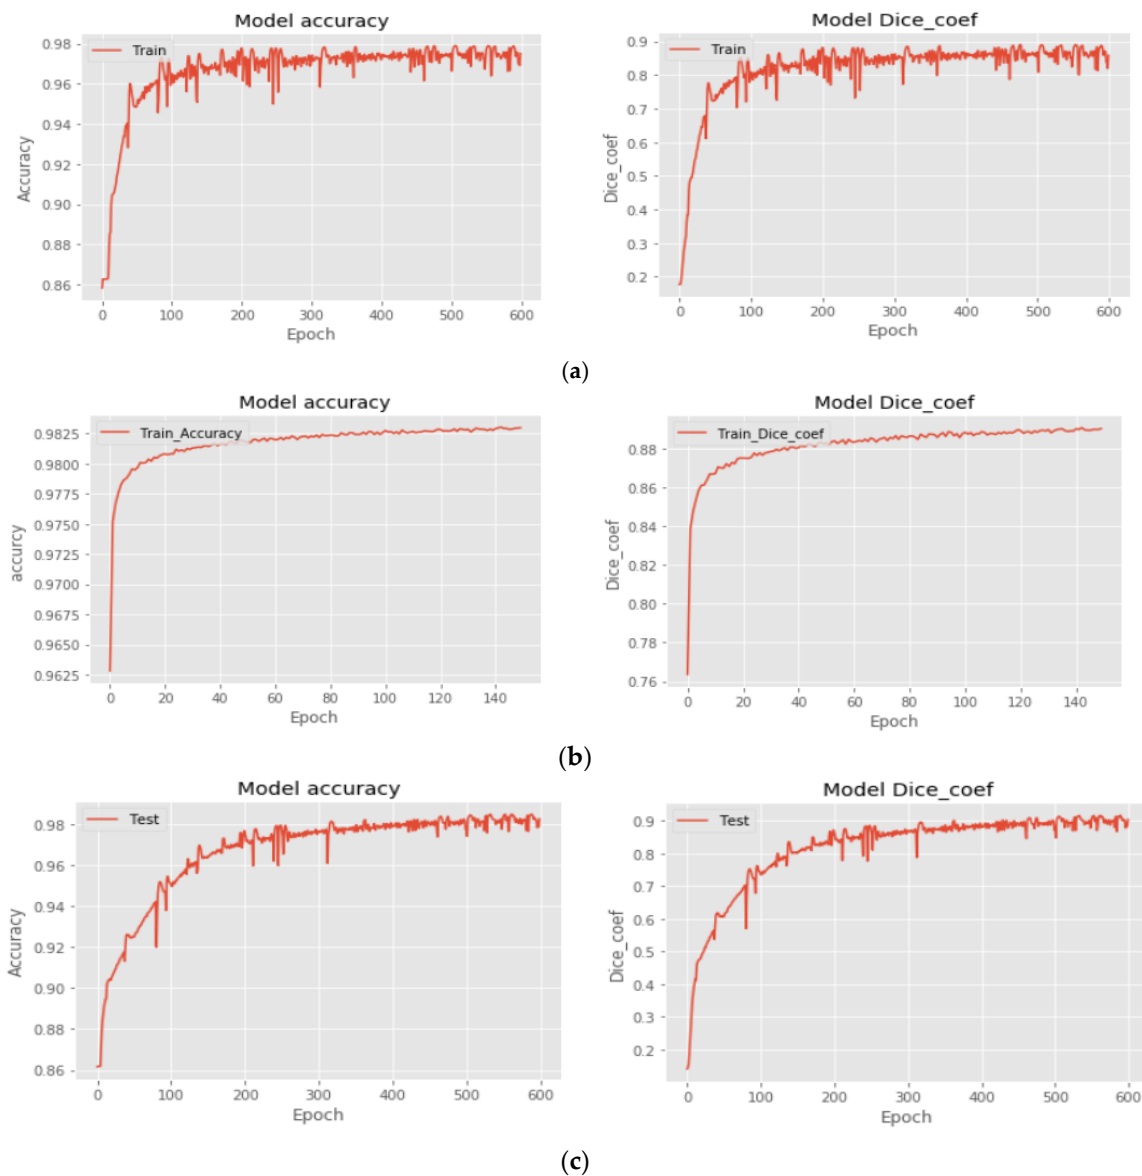 Model accuracy
Train
0.98
0.96
0.94
0.92
0.90
0.88
0.86
Accuracy
0 100 200 300 400 500 600
Epoch
Model Dice_coef
Train
0.9
0.8
0.7
0.6
0.5
0.4
0.3
0.2
Dice_coef
0 100 200 300 400 500 600
Epoch
(a)
Model accuracy
Train_Accuracy
0.9825
0.9800
0.9775
0.9750
0.9725
0.9700
0.9675
0.9650
0.9625
accurcy
0 20 40 60 80 100 120 140
Epoch
Model Dice_coef
Train_Dice_coef
0.88
0.86
0.84
0.82
0.80
0.78
0.76
Dice_coef
0 20 40 60 80 100 120 140
Epoch
(b)
Model accuracy
Test
0.98
0.96
0.94
0.92
0.90
0.88
0.86
Accuracy
0 100 200 300 400 500 600
Epoch
Model Dice_coef
Test
0.9
0.8
0.7
0.6
0.5
0.4
0.3
0.2
Dice_coef
0 100 200 300 400 500 600
Epoch
(c)